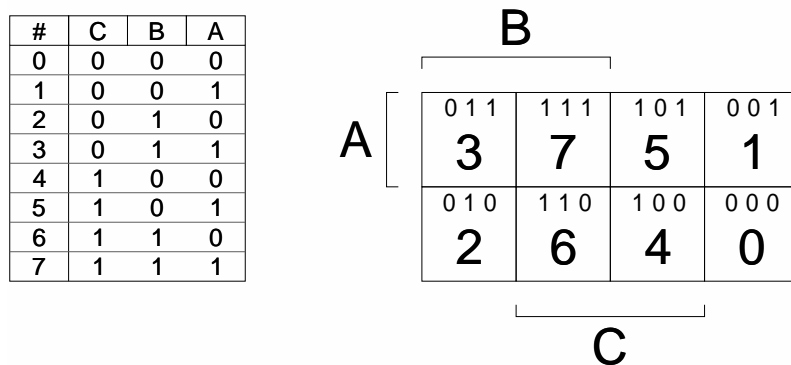 # C B A
0 0 0 0
1 0 0 1
2 0 1 0
3 0 1 1
4 1 0 0
5 1 0 1
6 1 1 0
7 1 1 1
B
A
0 1 1 1 1 1 1 0 1 0 0 1
3 7 5 1
0 1 0 1 1 0 1 0 0 0 0 0
2 6 4 0
C